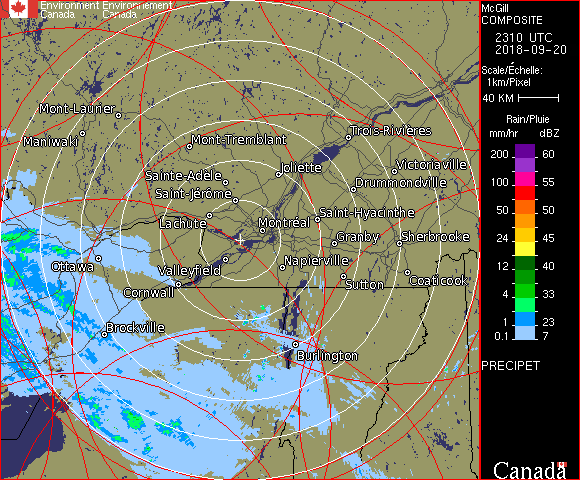 Environment Environnement
Canada Canada
McGill
COMPOSITE
2310 UTC
2018-09-20
Scale/Échelle:
1km/Pixel
40 KM
Rain/Pluie
mm/hr dBZ
200 60
100 55
50 50
24 45
12 40
4 33
1 23
0.1 7
PRECIPET
Canada
Mont-Laurier
Maniwaki
Mont-Tremblant
Trois-Rivières
Joliette
Victoriaville
Sainte-Adèle
Drummondville
Saint-Jérôme
Lachute
Saint-Hyacinthe
Montréal
Granby
Sherbrooke
Ottawa
Valleyfield
Napierville
Cornwall
Sutton
Coaticook
Brockville
Burlington